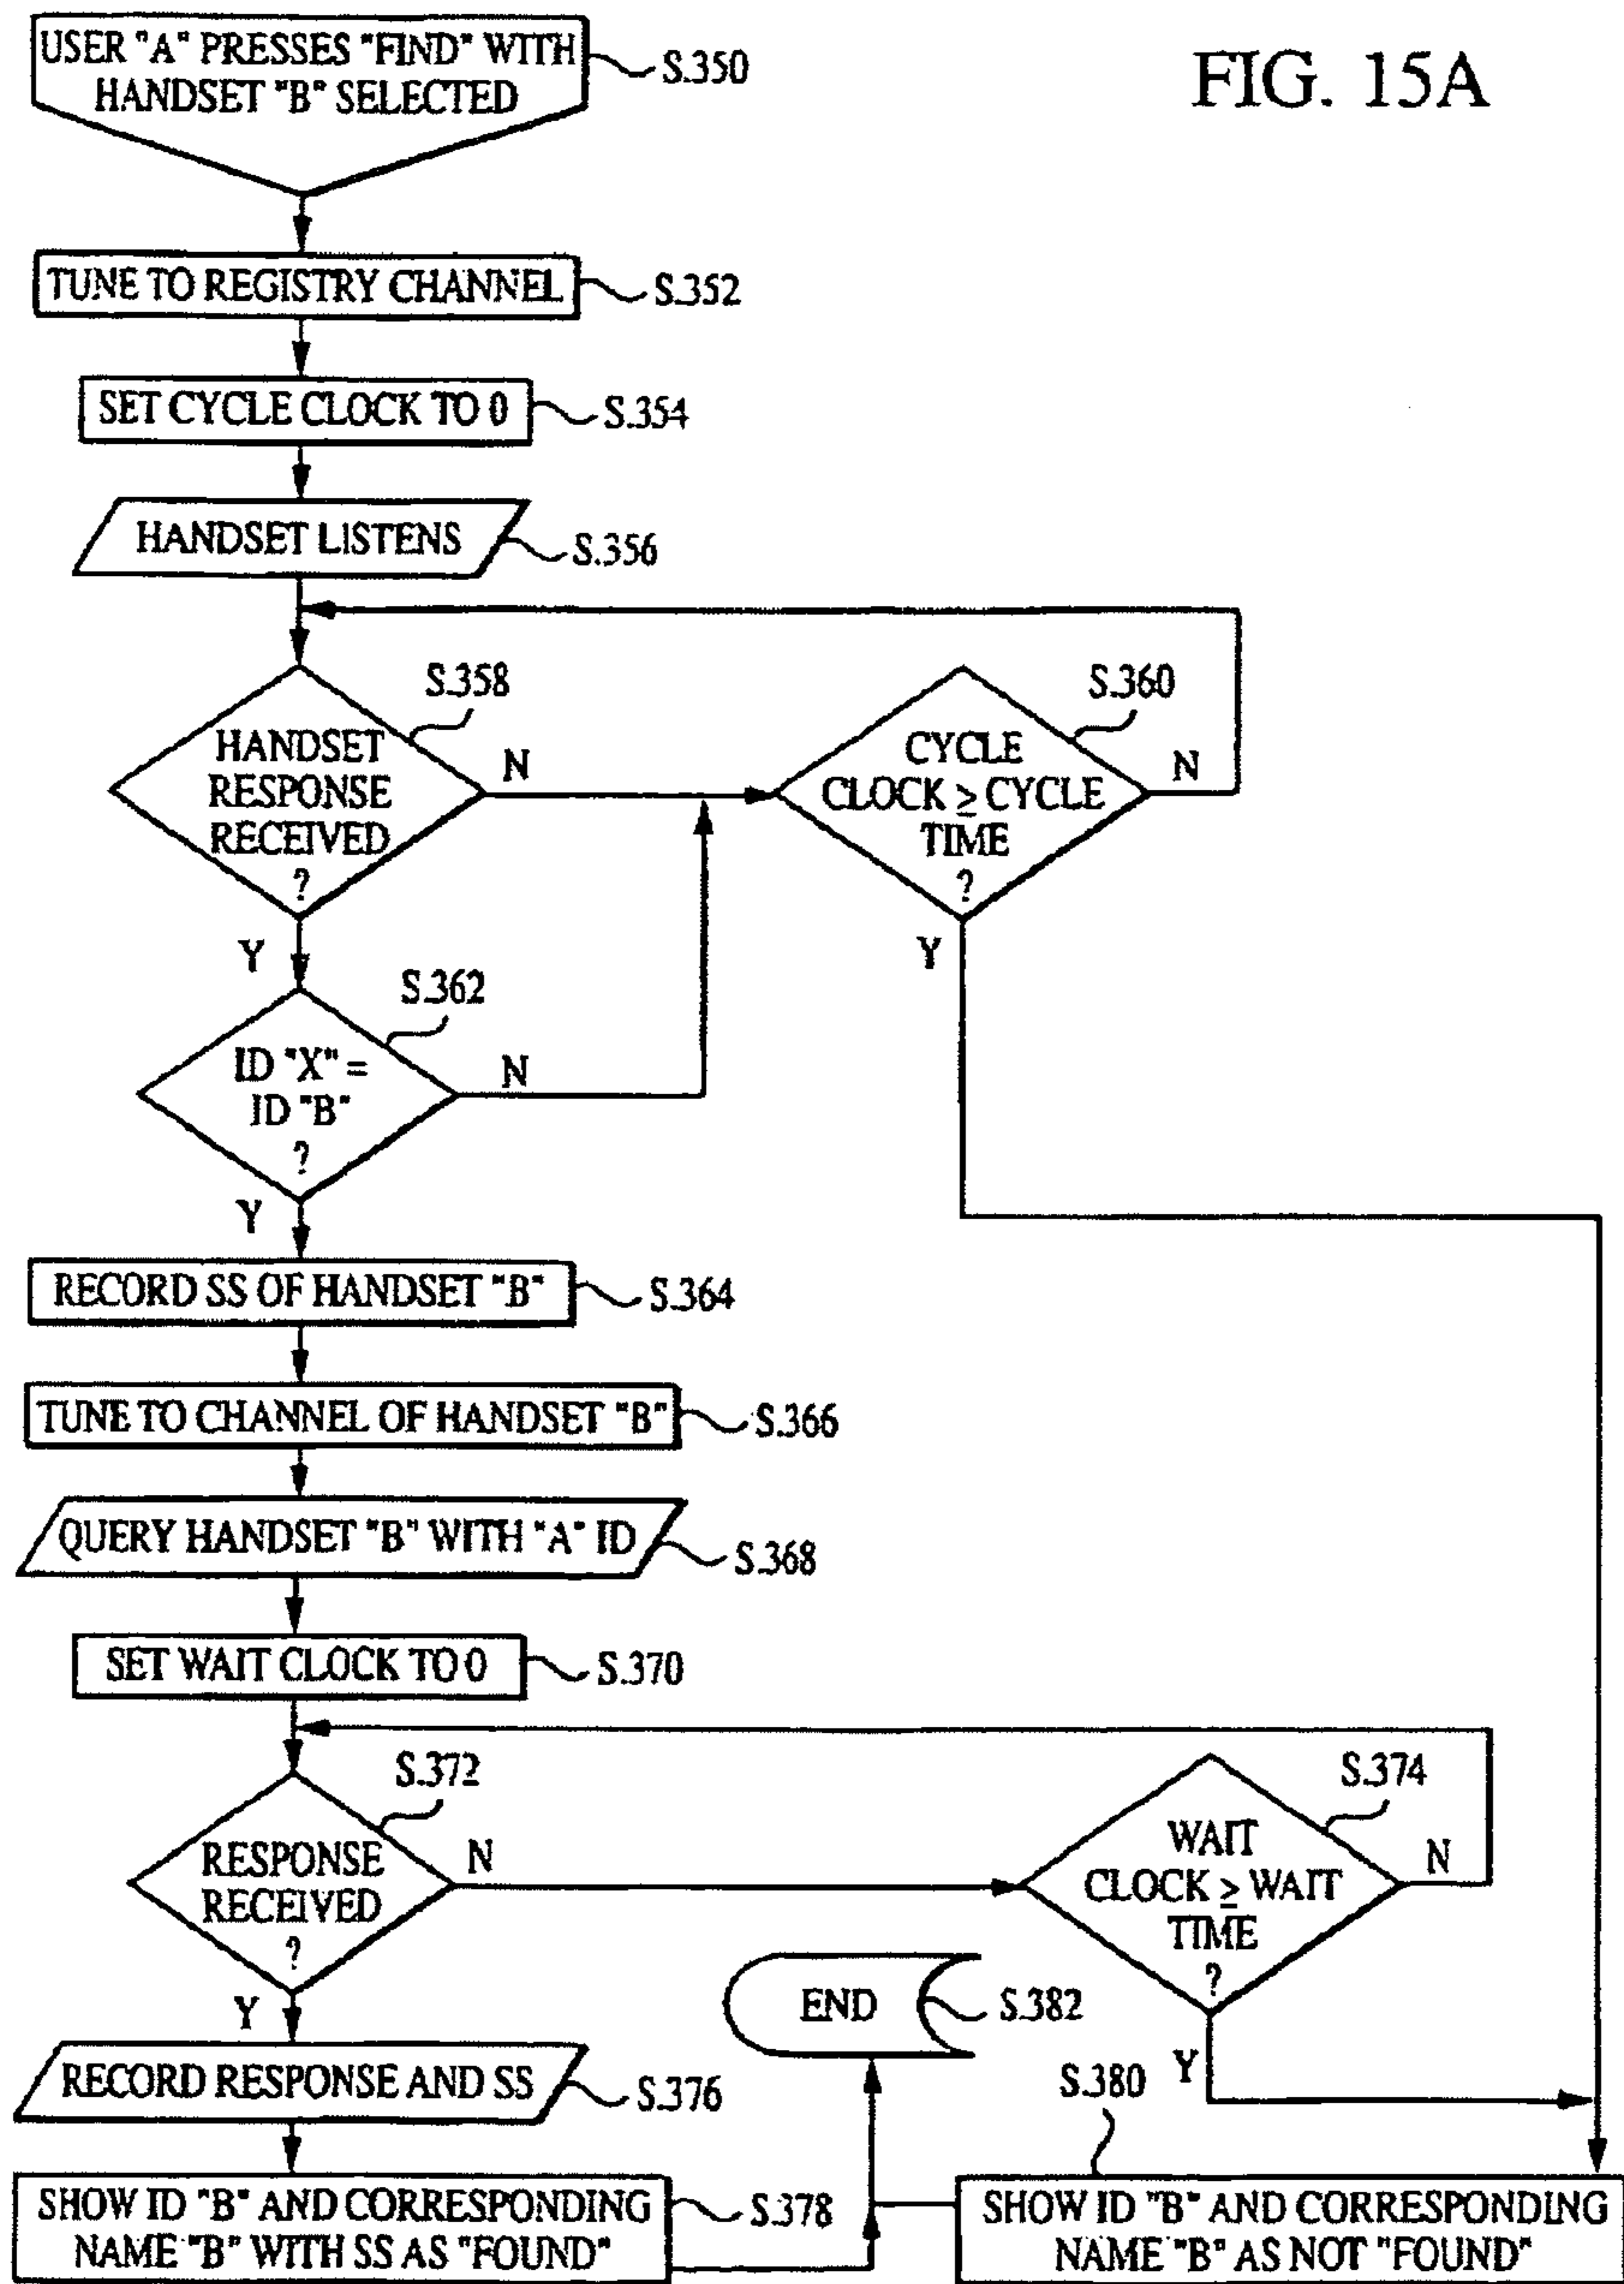 FIG. 15A
USER "A" PRESSES "FIND" WITH
HANDSET "B" SELECTED
S.350
TUNE TO REGISTRY CHANNEL
S.352
SET CYCLE CLOCK TO 0
S.354
HANDSET LISTENS
S.356
S.358
HANDSET
RESPONSE
RECEIVED
?
N
Y
S.360
CYCLE
CLOCK ≥ CYCLE
TIME
?
N
Y
S.362
ID "X" =
ID "B"
?
N
Y
RECORD SS OF HANDSET "B"
S.364
TUNE TO CHANNEL OF HANDSET "B"
S.366
QUERY HANDSET "B" WITH "A" ID
S.368
SET WAIT CLOCK TO 0
S.370
S.372
RESPONSE
RECEIVED
?
N
Y
S.374
WAIT
CLOCK ≥ WAIT
TIME
?
N
Y
END
S.382
RECORD RESPONSE AND SS
S.376
S.380
SHOW ID "B" AND CORRESPONDING
NAME "B" WITH SS AS "FOUND"
S.378
SHOW ID "B" AND CORRESPONDING
NAME "B" AS NOT "FOUND"